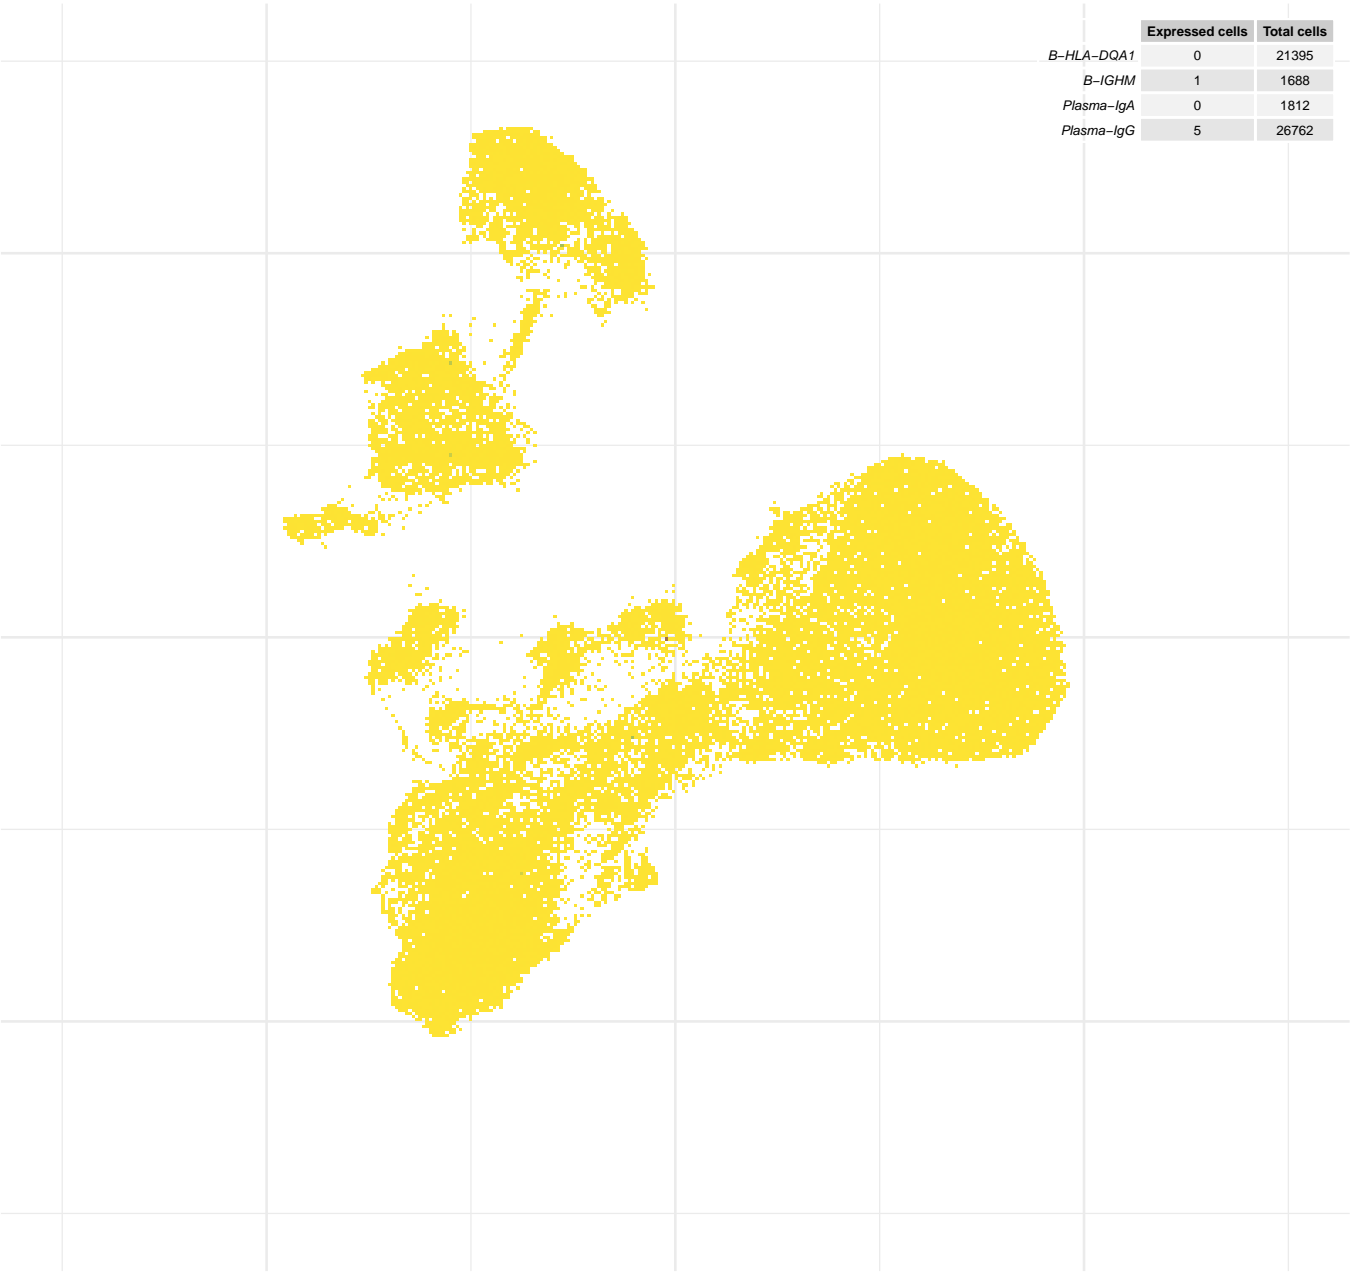 Expressed cells Total cells
B−HLA−DQA1 0 21395
B−IGHM 1 1688
Plasma−IgA 0 1812
Plasma−IgG 5 26762